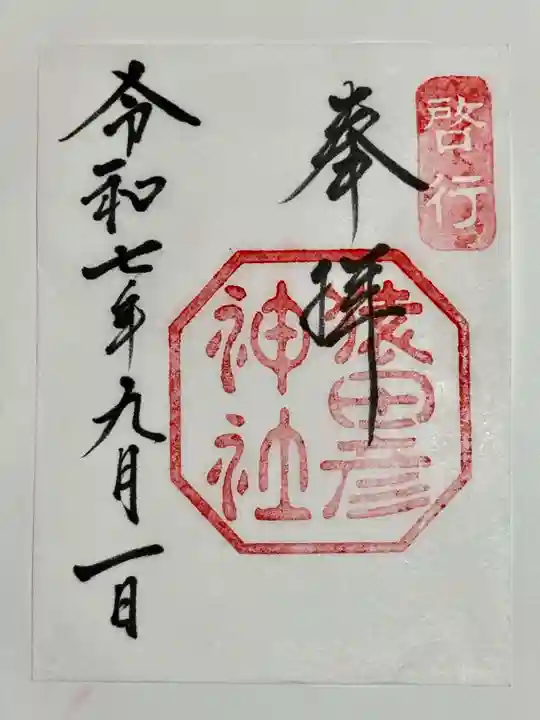 啓行
奉拝
猿田彦
神社
令和七年九月一日